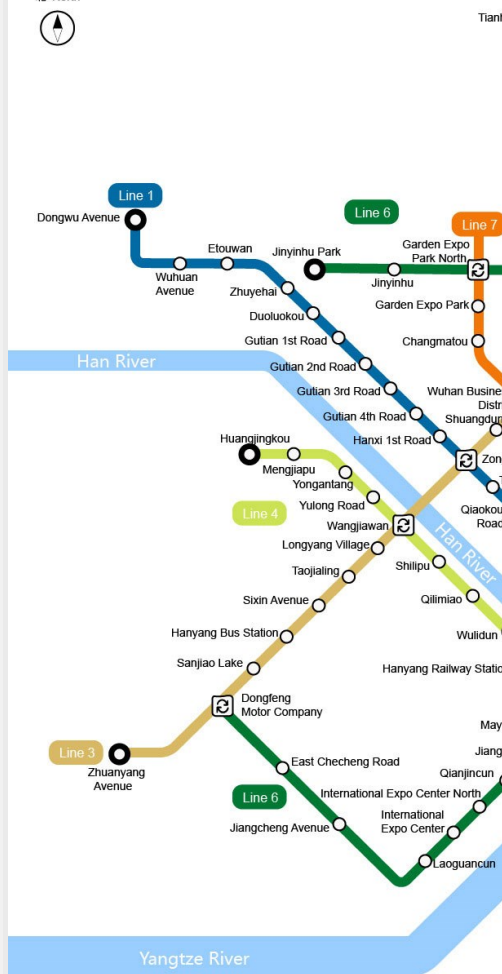 Line 1
Line 6
Line 7
Dongwu Avenue
Etouwan
Jinyinhu Park
Garden Expo
Park North
Wuhuan
Avenue
Jinyinhu
Zhuyehai
Garden Expo Park
Duoluokou
Gutian 1st Road
Changmatou
Han River
Gutian 2nd Road
Gutian 3rd Road
Gutian 4th Road
Hanxi 1st Road
Wuhan Busine
Distr
Shuangdun
Huangjingkou
Mengjiapu
Zong
Yongantang
Yulong Road
Qiaokou
Road
Line 4
Wangjiawan
Han River
Longyang Village
Shilipu
Taojialing
Sixin Avenue
Qilimiao
Hanyang Bus Station
Wulidun
Sanjiao Lake
Hanyang Railway Statio
Dongfeng
Motor Company
May
Line 3
Zhuanyang
Avenue
Jiang
East Checheng Road
Qianjincun
Line 6
International Expo Center North
Jiangcheng Avenue
International
Expo Center
Laoguancun
Yangtze River